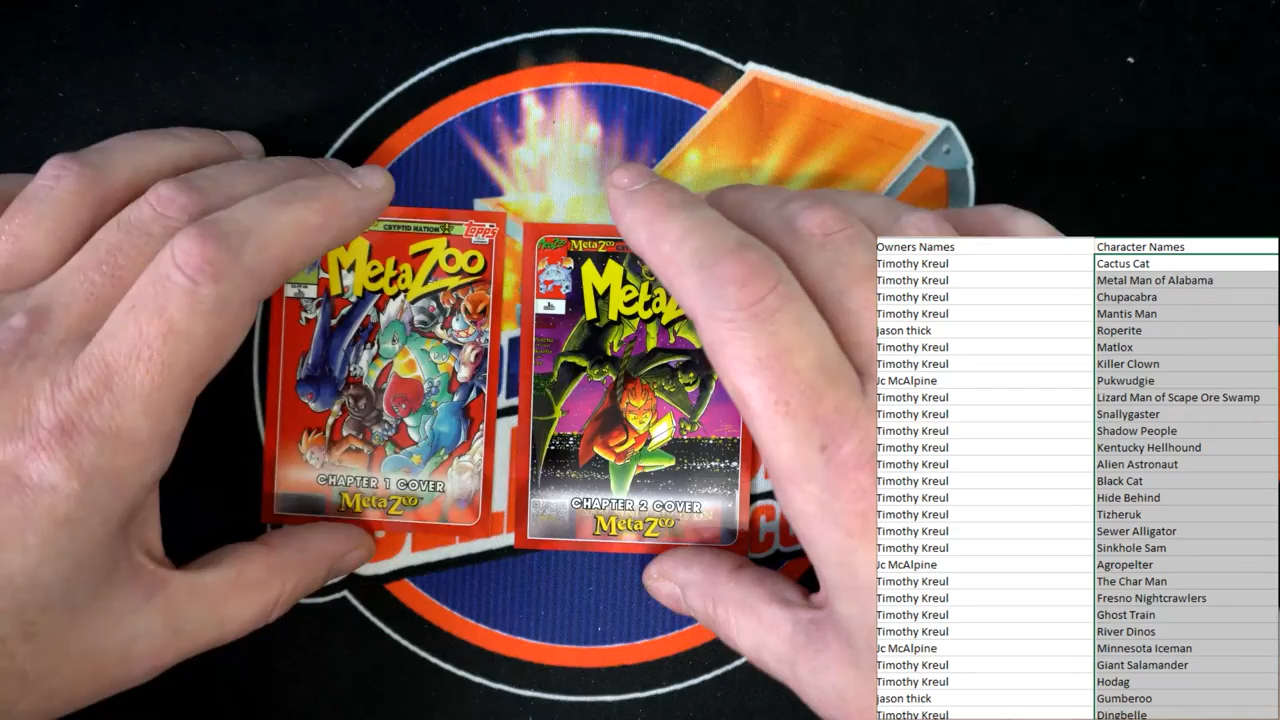 CRYPTID NATION
TOPPS
MetaZoo
CHAPTER 1 COVER
MetaZoo
MetaZoo
CHAPTER 2 COVER
MetaZoo
Owners Names Character Names
Timothy Kreul Cactus Cat
Timothy Kreul Metal Man of Alabama
Timothy Kreul Chupacabra
Timothy Kreul Mantis Man
jason thick Roperite
Timothy Kreul Matlox
Timothy Kreul Killer Clown
Jc McAlpine Pukwudgie
Timothy Kreul Lizard Man of Scape Ore Swamp
Timothy Kreul Snallygaster
Timothy Kreul Shadow People
Timothy Kreul Kentucky Hellhound
Timothy Kreul Alien Astronaut
Timothy Kreul Black Cat
Timothy Kreul Hide Behind
Timothy Kreul Tizheruk
Timothy Kreul Sewer Alligator
Timothy Kreul Sinkhole Sam
Jc McAlpine Agropelter
Timothy Kreul The Char Man
Timothy Kreul Fresno Nightcrawlers
Timothy Kreul Ghost Train
Timothy Kreul River Dinos
Jc McAlpine Minnesota Iceman
Timothy Kreul Giant Salamander
Timothy Kreul Hodag
jason thick Gumberoo
Timothy Kreul Dingbelle